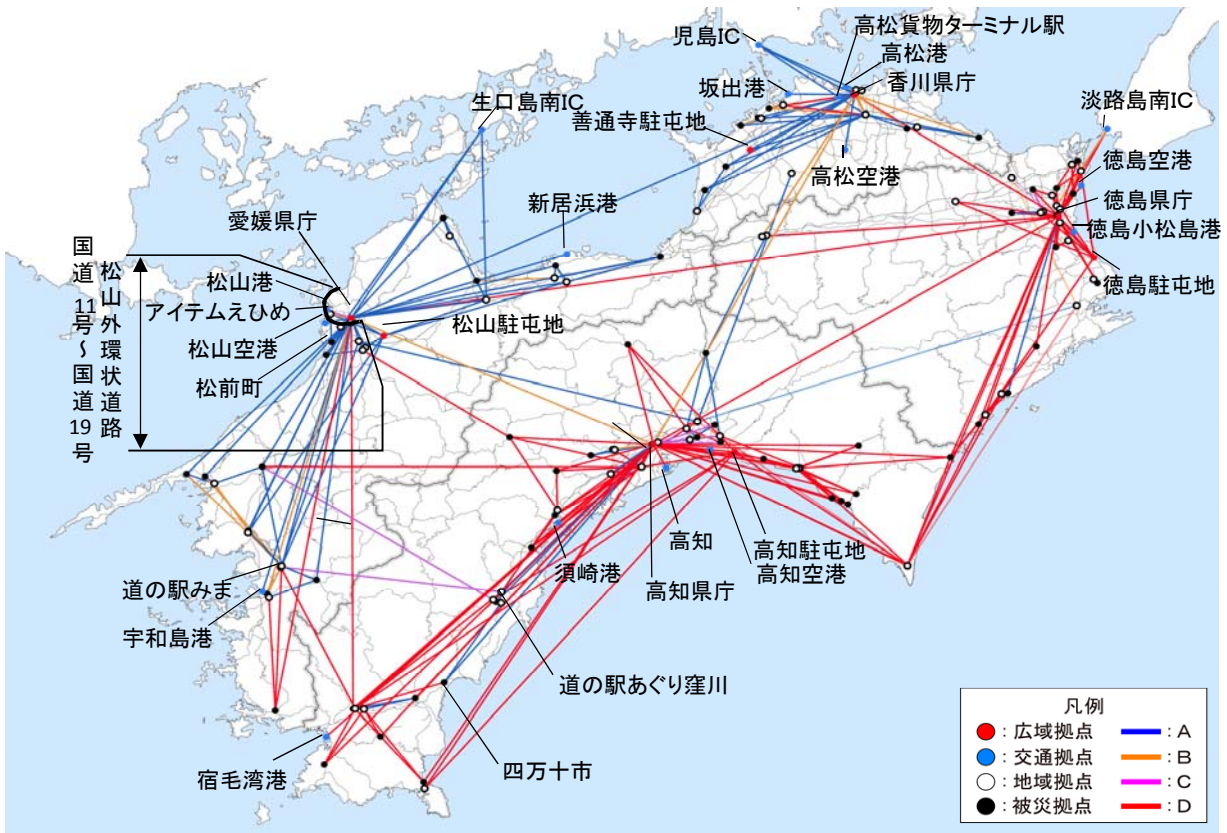 高松貨物ターミナル駅
児島IC
高松港
香川県庁
坂出港
生口島南IC
淡路島南IC
善通寺駐屯地
徳島空港
高松空港
徳島県庁
新居浜港
愛媛県庁
徳島小松島港
国道11号～国道19号
松山外環状道路
松山港
徳島駐屯地
アイテムえひめ
松山駐屯地
松山空港
松前町
高知
高知駐屯地
須崎港
高知空港
道の駅みま
高知県庁
宇和島港
道の駅あぐり窪川
四万十市
宿毛湾港
凡例
：広域拠点 ：A
：交通拠点 ：B
：地域拠点 ：C
：被災拠点 ：D